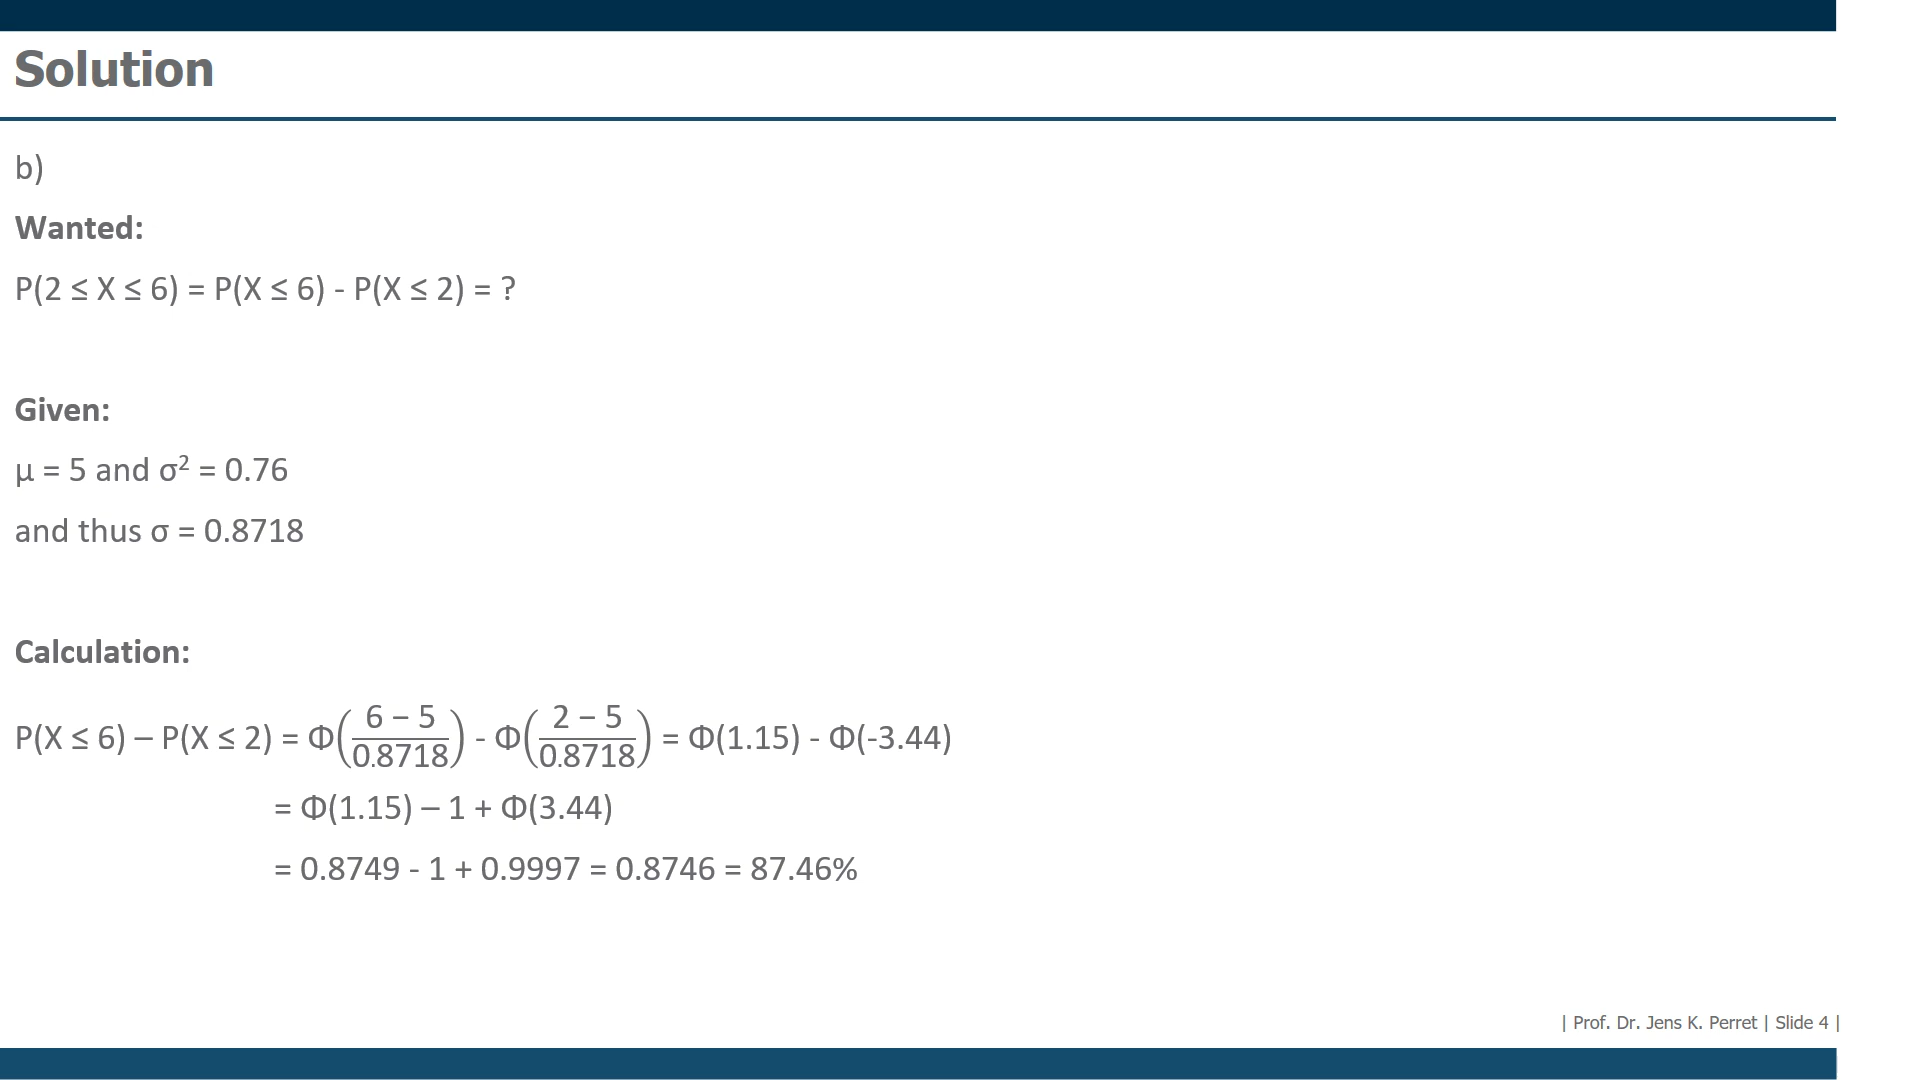 Solution
b)
Wanted:
P(2 ≤ X ≤ 6) = P(X ≤ 6) - P(X ≤ 2) = ?
Given:
μ = 5 and σ² = 0.76
and thus σ = 0.8718
Calculation:
P(X ≤ 6) – P(X ≤ 2) = Φ((6 – 5)/0.8718) - Φ((2 – 5)/0.8718) = Φ(1.15) - Φ(-3.44)
= Φ(1.15) – 1 + Φ(3.44)
= 0.8749 - 1 + 0.9997 = 0.8746 = 87.46%
| Prof. Dr. Jens K. Perret | Slide 4 |